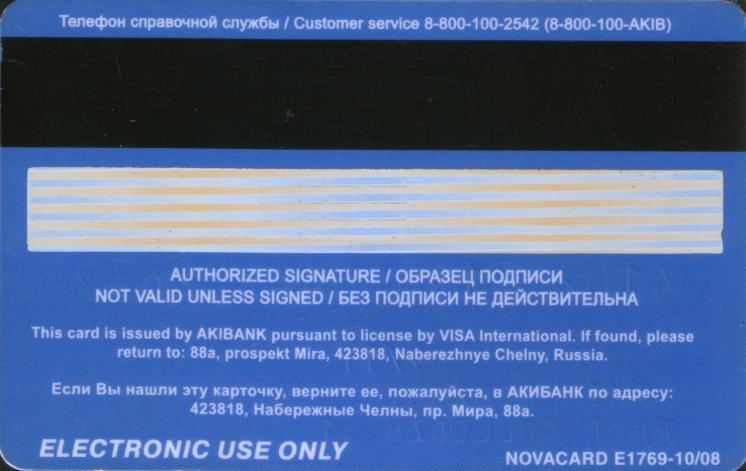 Телефон справочной службы / Customer service 8-800-100-2542 (8-800-100-AKIB)
AUTHORIZED SIGNATURE / ОБРАЗЕЦ ПОДПИСИ
NOT VALID UNLESS SIGNED / БЕЗ ПОДПИСИ НЕ ДЕЙСТВИТЕЛЬНА
This card is issued by AKIBANK pursuant to license by VISA International. If found, please
return to: 88a, prospekt Mira, 423818, Naberezhnye Chelny, Russia.
Если Вы нашли эту карточку, верните ее, пожалуйста, в АКИБАНК по адресу:
423818, Набережные Челны, пр. Мира, 88а.
ELECTRONIC USE ONLY
NOVACARD E1769-10/08